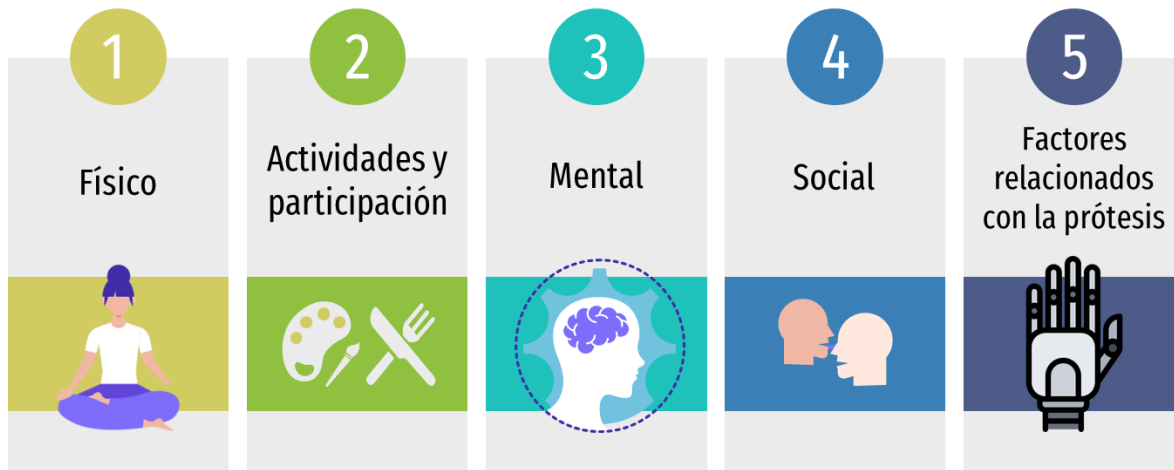 1
Físico
2
Actividades y
participación
3
Mental
4
Social
5
Factores
relacionados
con la prótesis